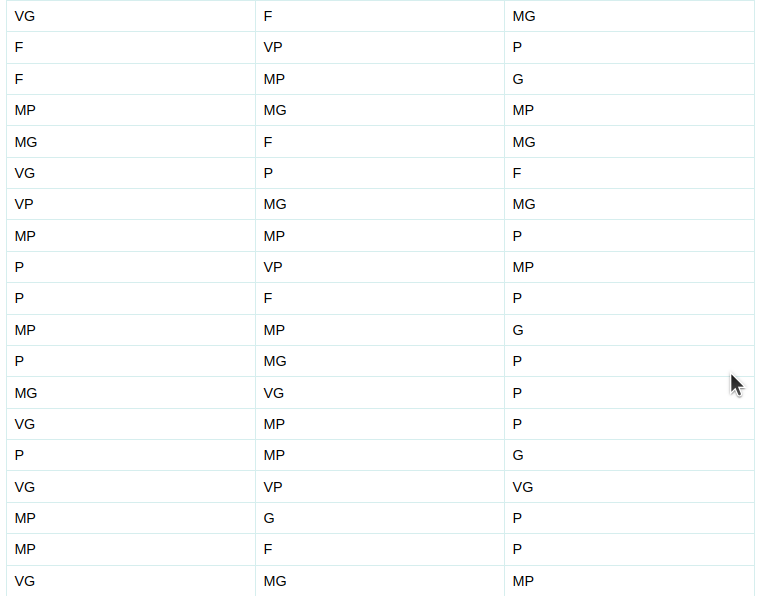 VG F MG
F VP P
F MP G
MP MG MP
MG F MG
VG P F
VP MG MG
MP MP P
P VP MP
P F P
MP MP G
P MG P
MG VG P
VG MP P
P MP G
VG VP VG
MP G P
MP F P
VG MG MP